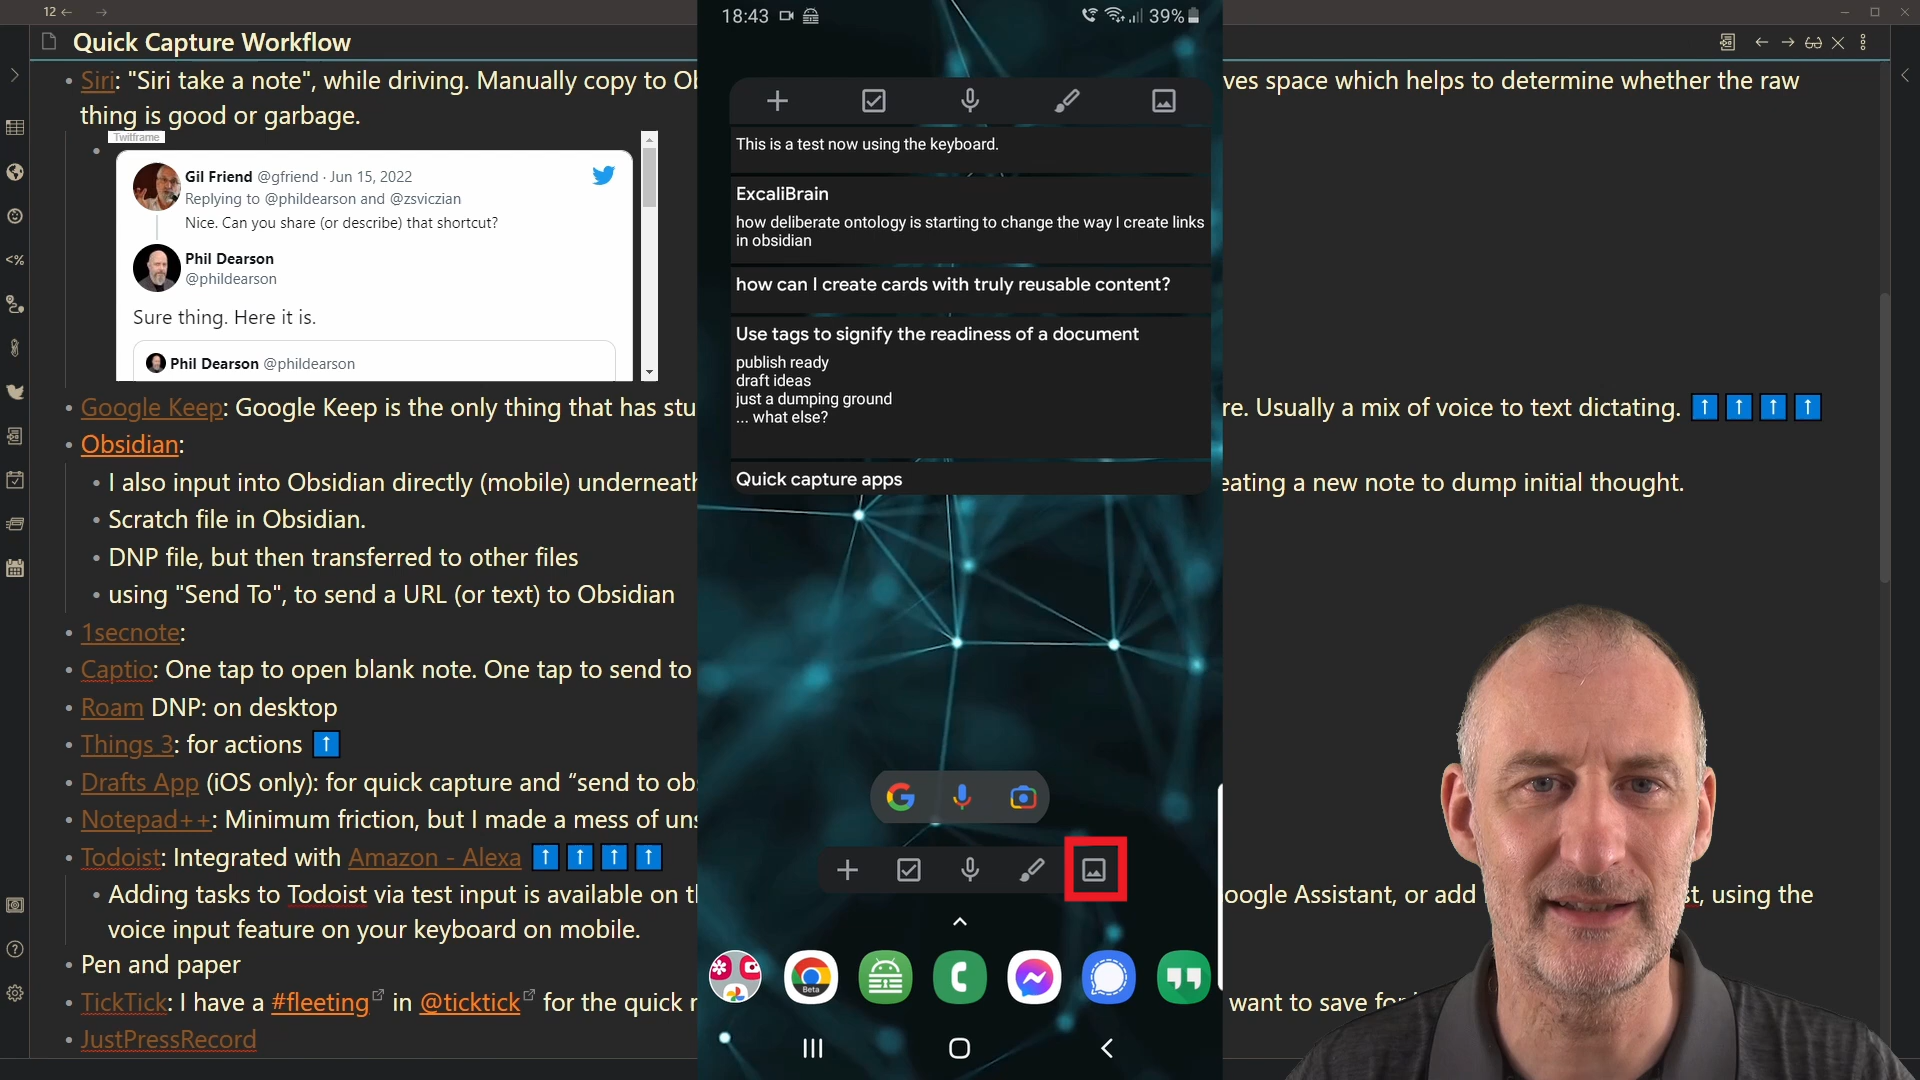 12
Quick Capture Workflow
Siri: "Siri take a note", while driving. Manually copy to Ob
ves space which helps to determine whether the raw
thing is good or garbage.
Twitframe
Gil Friend @gfriend · Jun 15, 2022
Replying to @phildearson and @zsviczian
Nice. Can you share (or describe) that shortcut?
Phil Dearson
@phildearson
Sure thing. Here it is.
Phil Dearson @phildearson
Google Keep: Google Keep is the only thing that has stu
re. Usually a mix of voice to text dictating.
Obsidian:
I also input into Obsidian directly (mobile) underneath
eating a new note to dump initial thought.
Scratch file in Obsidian.
DNP file, but then transferred to other files
using "Send To", to send a URL (or text) to Obsidian
1secnote:
Captio: One tap to open blank note. One tap to send to
Roam DNP: on desktop
Things 3: for actions
Drafts App (iOS only): for quick capture and “send to obs
Notepad++: Minimum friction, but I made a mess of uns
Todoist: Integrated with Amazon - Alexa
Adding tasks to Todoist via test input is available on th
oogle Assistant, or add
st, using the
voice input feature on your keyboard on mobile.
Pen and paper
TickTick: I have a #fleeting in @ticktick for the quick
want to save for
JustPressRecord
18:43
39%
This is a test now using the keyboard.
ExcaliBrain
how deliberate ontology is starting to change the way I create links
in obsidian
how can I create cards with truly reusable content?
Use tags to signify the readiness of a document
publish ready
draft ideas
just a dumping ground
... what else?
Quick capture apps
Beta